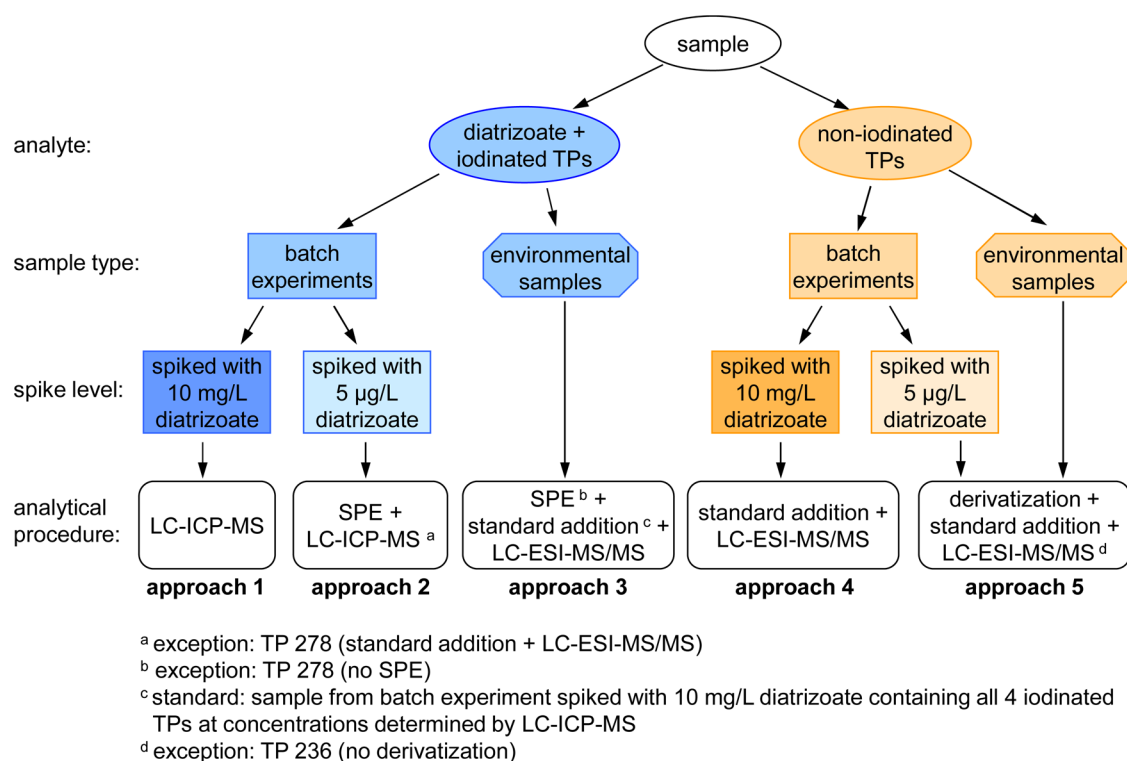 sample
analyte:
diatrizoate +
iodinated TPs
non-iodinated
TPs
sample type:
batch
experiments
environmental
samples
batch
experiments
environmental
samples
spike level:
spiked with
10 mg/L
diatrizoate
spiked with
5 µg/L
diatrizoate
spiked with
10 mg/L
diatrizoate
spiked with
5 µg/L
diatrizoate
analytical
procedure:
LC-ICP-MS
SPE +
LC-ICP-MS a
SPE b +
standard addition c +
LC-ESI-MS/MS
standard addition +
LC-ESI-MS/MS
derivatization +
standard addition +
LC-ESI-MS/MS d
approach 1
approach 2
approach 3
approach 4
approach 5
a exception: TP 278 (standard addition + LC-ESI-MS/MS)
b exception: TP 278 (no SPE)
c standard: sample from batch experiment spiked with 10 mg/L diatrizoate containing all 4 iodinated
TPs at concentrations determined by LC-ICP-MS
d exception: TP 236 (no derivatization)